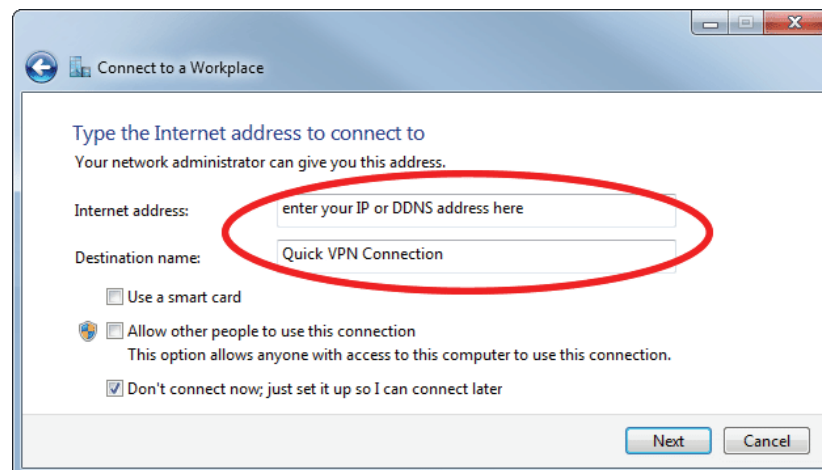 Connect to a Workplace
Type the Internet address to connect to
Your network administrator can give you this address.
Internet address: enter your IP or DDNS address here
Destination name: Quick VPN Connection
Use a smart card
Allow other people to use this connection
This option allows anyone with access to this computer to use this connection.
Don't connect now; just set it up so I can connect later
Next Cancel